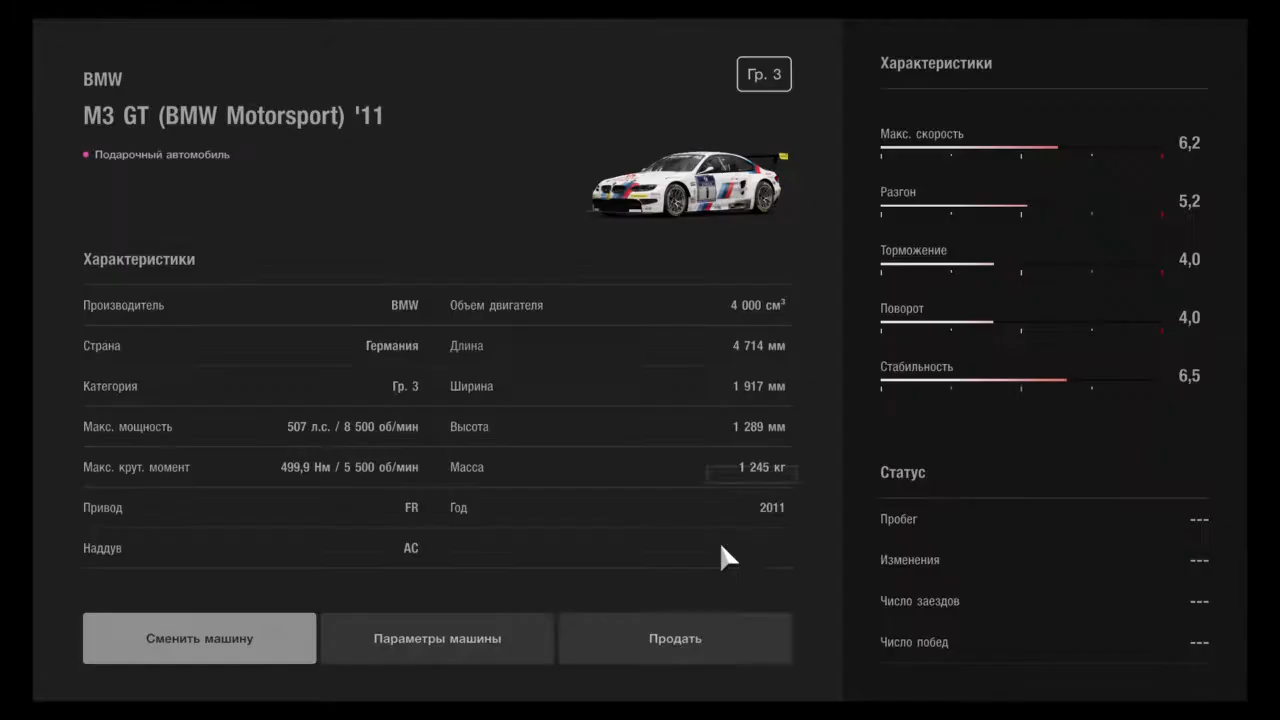 BMW
Гр. 3
M3 GT (BMW Motorsport) '11
Подарочный автомобиль
Характеристики
Производитель BMW
Страна Германия
Категория Гр. 3
Макс. мощность 507 л.с. / 8 500 об/мин
Макс. крут. момент 499,9 Нм / 5 500 об/мин
Привод FR
Наддув АС
Объем двигателя 4 000 см³
Длина 4 714 мм
Ширина 1 917 мм
Высота 1 289 мм
Масса 1 245 кг
Год 2011
Сменить машину
Параметры машины
Продать
Характеристики
Макс. скорость 6,2
Разгон 5,2
Торможение 4,0
Поворот 4,0
Стабильность 6,5
Статус
Пробег ---
Изменения ---
Число заездов ---
Число побед ---